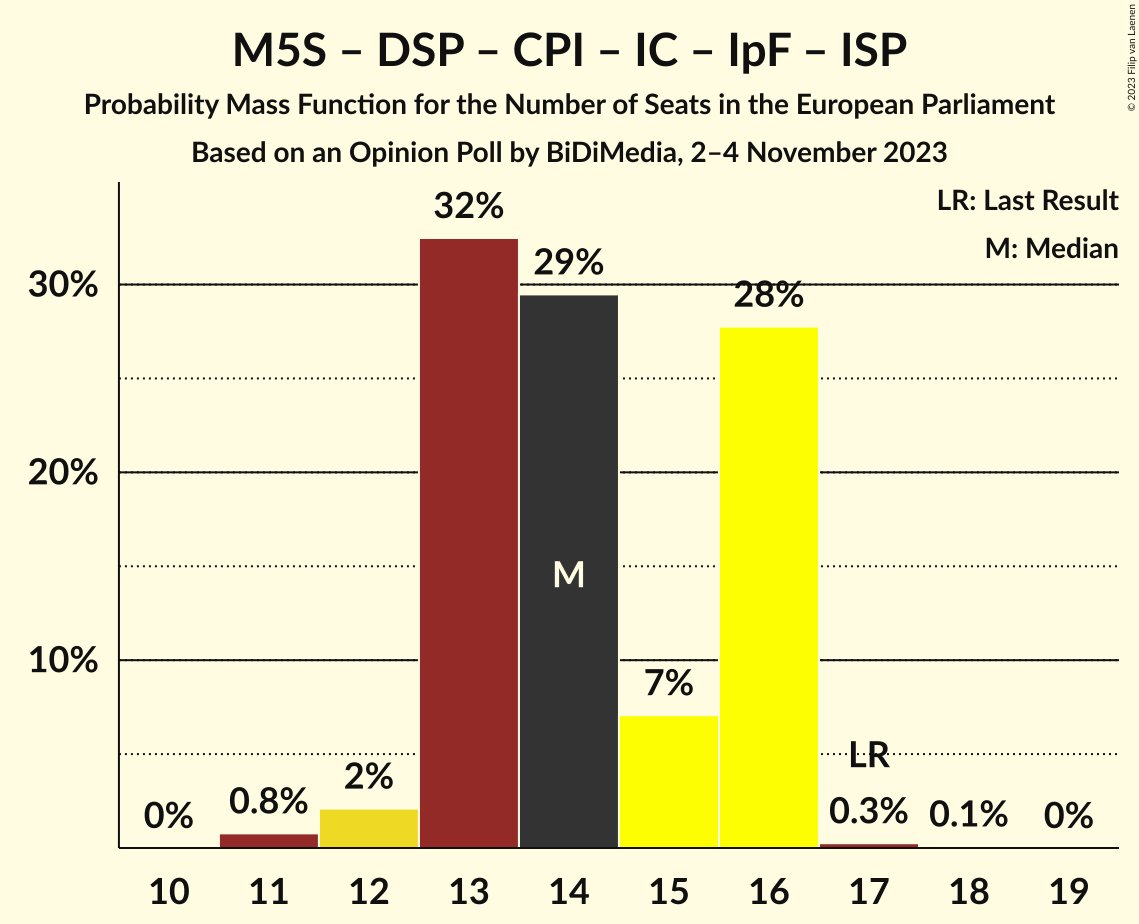 M5S – DSP – CPI – IC – IpF – ISP
Probability Mass Function for the Number of Seats in the European Parliament
Based on an Opinion Poll by BiDiMedia, 2–4 November 2023
© 2023 Filip van Laenen
LR: Last Result
M: Median
32%
29%
28%
30%
20%
M
10%
7%
LR
2%
0%
0.8%
0.3%
0.1%
0%
10 11 12 13 14 15 16 17 18 19